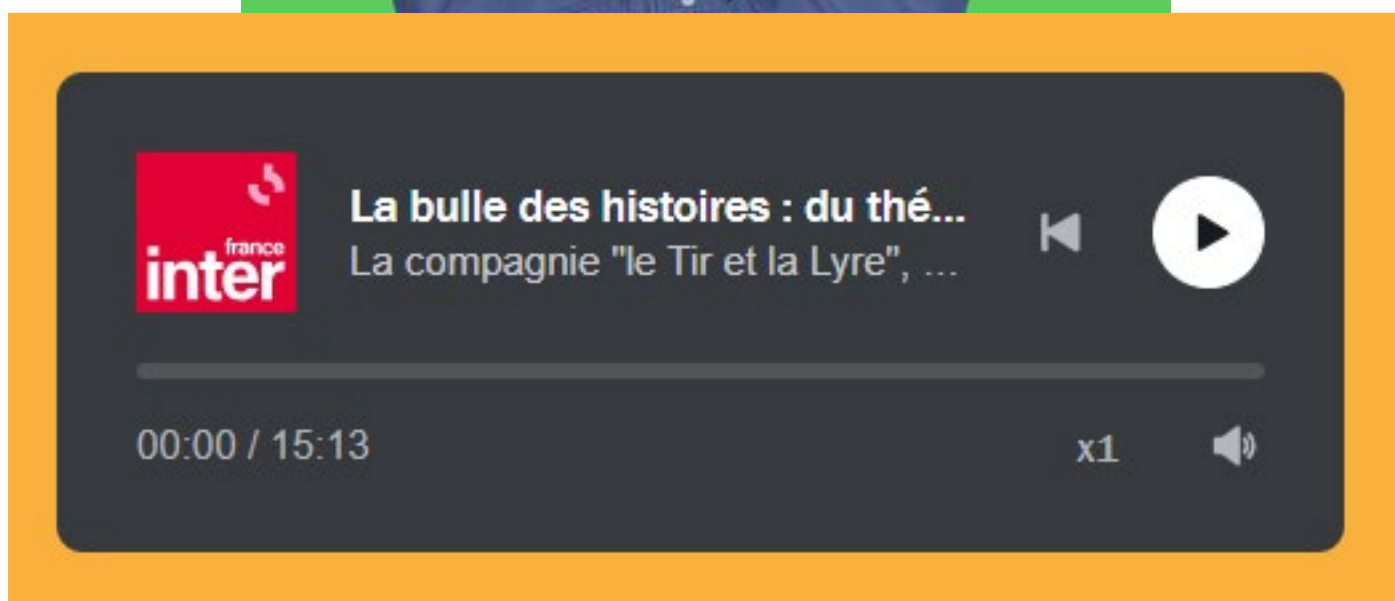 france
inter
La bulle des histoires : du thé...
La compagnie "le Tir et la Lyre", ...
00:00 / 15:13
x1